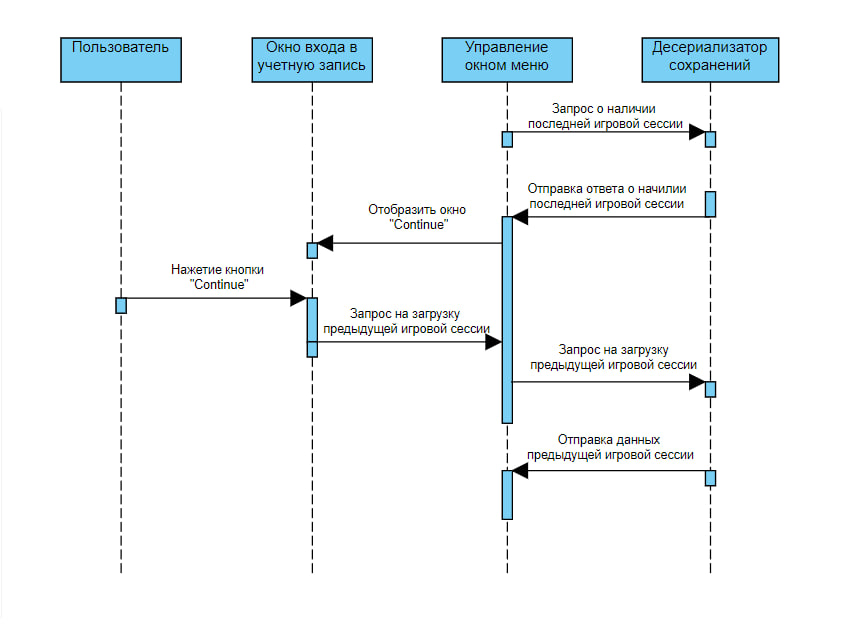 Пользователь
Окно входа в
учетную запись
Управление
окном меню
Десериализатор
сохранений
Запрос о наличии
последней игровой сессии
Отправка ответа о начилии
последней игровой сессии
Отобразить окно
"Continue"
Нажетие кнопки
"Continue"
Запрос на загрузку
предыдущей игровой сессии
Запрос на загрузку
предыдущей игровой сессии
Отправка данных
предыдущей игровой сессии